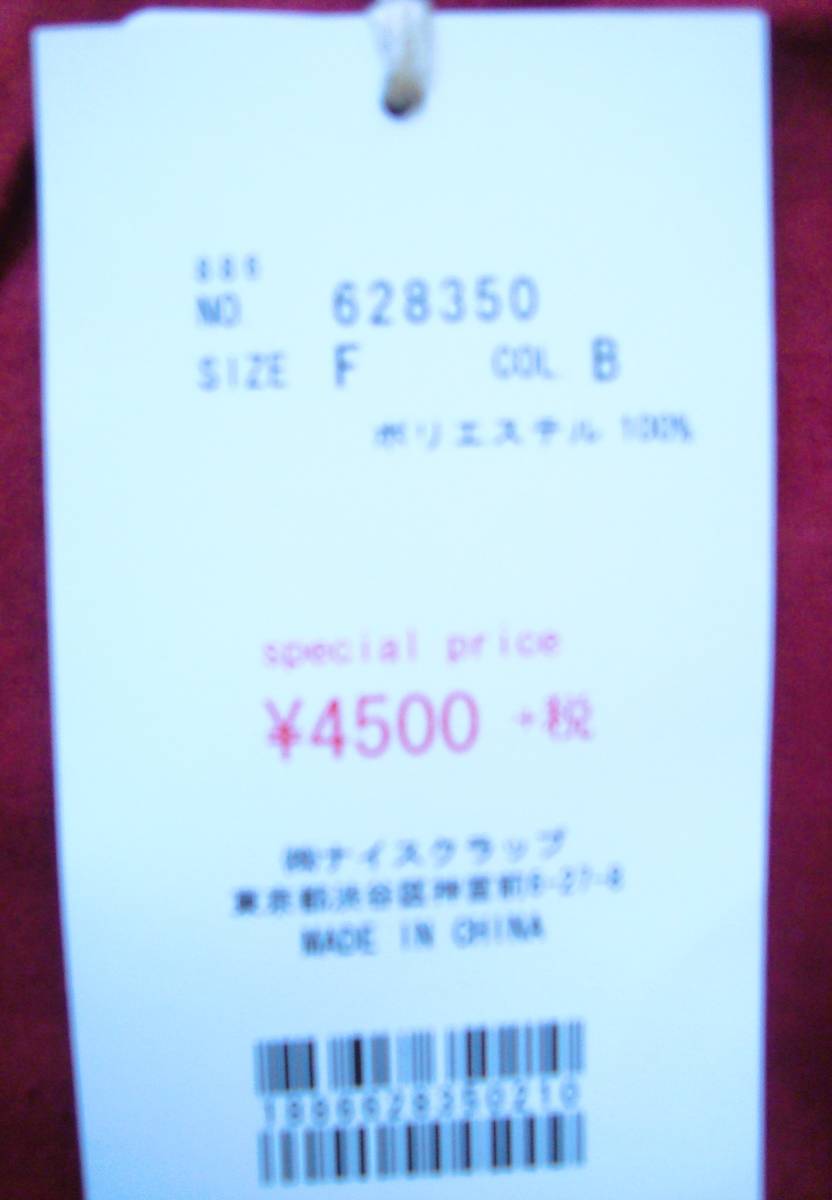 886
NO. 628350
SIZE F COL. B
ポリエステル 100%
special price
¥4500 +税
㈱ナイスクラップ
東京都渋谷区神宮前6-27-8
MADE IN CHINA
1886628350210